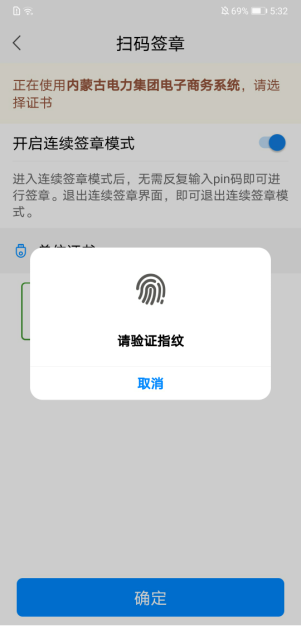 69% 5:32
扫码签章
正在使用内蒙古电力集团电子商务系统，请选
择证书
开启连续签章模式
进入连续签章模式后，无需反复输入pin码即可进
行签章。退出连续签章界面，即可退出连续签章模
式。
单位证书
请验证指纹
取消
确定